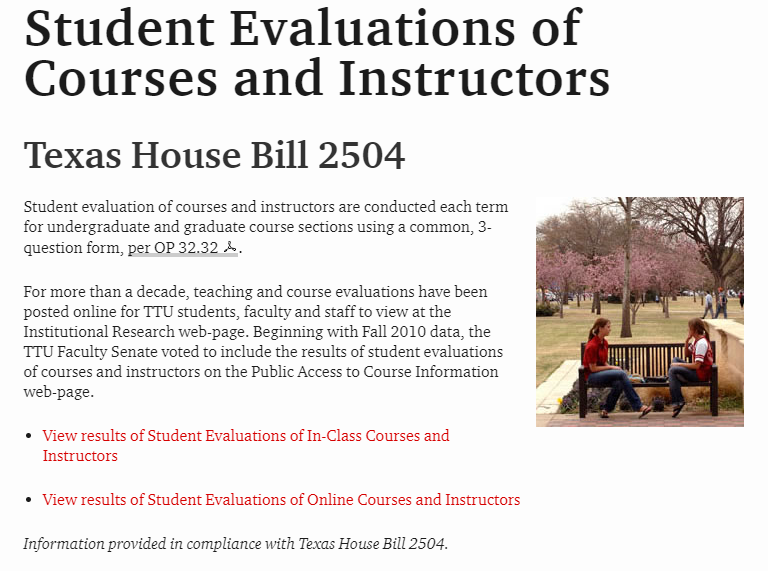 Student Evaluations of
Courses and Instructors
Texas House Bill 2504
Student evaluation of courses and instructors are conducted each term
for undergraduate and graduate course sections using a common, 3-
question form, per OP 32.32.
For more than a decade, teaching and course evaluations have been
posted online for TTU students, faculty and staff to view at the
Institutional Research web-page. Beginning with Fall 2010 data, the
TTU Faculty Senate voted to include the results of student evaluations
of courses and instructors on the Public Access to Course Information
web-page.
• View results of Student Evaluations of In-Class Courses and
Instructors
• View results of Student Evaluations of Online Courses and Instructors
Information provided in compliance with Texas House Bill 2504.